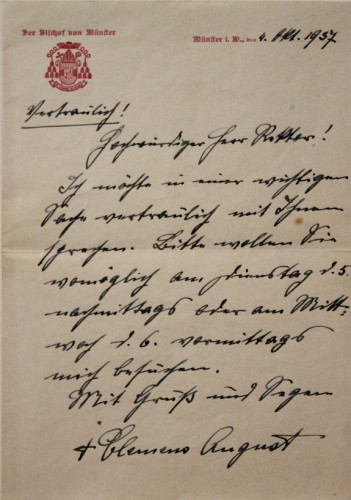 Der Bischof von Münster
Münster i. W., den 4. Okt. 1937
Vertraulich!
Hochwürdiger Herr Rektor!
Ich möchte in einer wichtigen
Sache vertraulich mit Ihnen
sprechen. Bitte wollen Sie
womöglich am Dienstag d. 5.
nachmittags oder am Mitt-
woch d. 6. vormittags
mich besuchen.
Mit Gruß und Segen
+ Clemens August